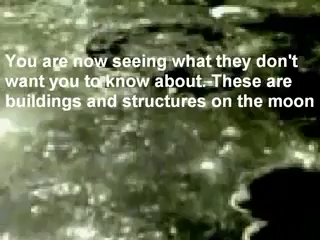 You are now seeing what they don't
want you to know about. These are
buildings and structures on the moon